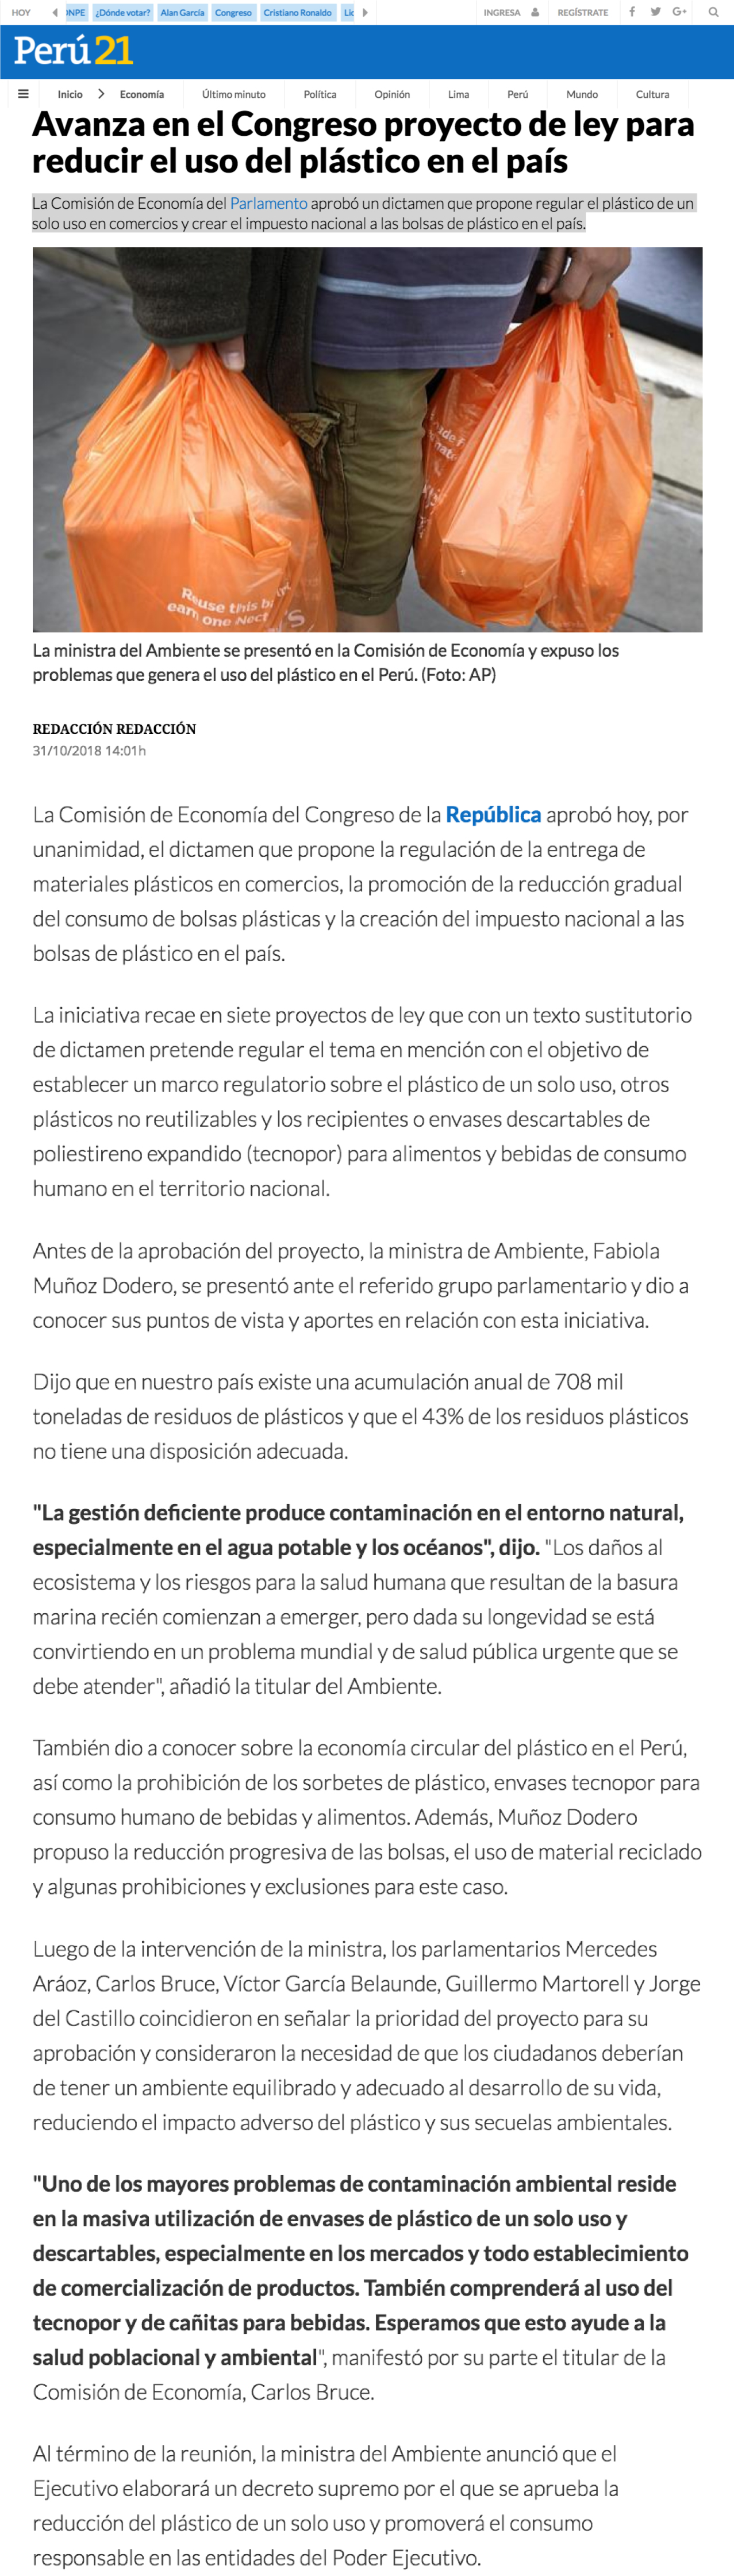 HOY ONPE ¿Dónde votar? Alan García Congreso Cristiano Ronaldo Lic INGRESA REGÍSTRATE f G+
Perú21
Inicio > Economía Último minuto Política Opinión Lima Perú Mundo Cultura
Avanza en el Congreso proyecto de ley para
reducir el uso del plástico en el país
La Comisión de Economía del Parlamento aprobó un dictamen que propone regular el plástico de un
solo uso en comercios y crear el impuesto nacional a las bolsas de plástico en el país.
Reuse this
earn one Nect
La ministra del Ambiente se presentó en la Comisión de Economía y expuso los
problemas que genera el uso del plástico en el Perú. (Foto: AP)
REDACCIÓN REDACCIÓN
31/10/2018 14:01h
La Comisión de Economía del Congreso de la República aprobó hoy, por
unanimidad, el dictamen que propone la regulación de la entrega de
materiales plásticos en comercios, la promoción de la reducción gradual
del consumo de bolsas plásticas y la creación del impuesto nacional a las
bolsas de plástico en el país.
La iniciativa recae en siete proyectos de ley que con un texto sustitutorio
de dictamen pretende regular el tema en mención con el objetivo de
establecer un marco regulatorio sobre el plástico de un solo uso, otros
plásticos no reutilizables y los recipientes o envases descartables de
poliestireno expandido (tecnopor) para alimentos y bebidas de consumo
humano en el territorio nacional.
Antes de la aprobación del proyecto, la ministra de Ambiente, Fabiola
Muñoz Dodero, se presentó ante el referido grupo parlamentario y dio a
conocer sus puntos de vista y aportes en relación con esta iniciativa.
Dijo que en nuestro país existe una acumulación anual de 708 mil
toneladas de residuos de plásticos y que el 43% de los residuos plásticos
no tiene una disposición adecuada.
"La gestión deficiente produce contaminación en el entorno natural,
especialmente en el agua potable y los océanos", dijo. "Los daños al
ecosistema y los riesgos para la salud humana que resultan de la basura
marina recién comienzan a emerger, pero dada su longevidad se está
convirtiendo en un problema mundial y de salud pública urgente que se
debe atender", añadió la titular del Ambiente.
También dio a conocer sobre la economía circular del plástico en el Perú,
así como la prohibición de los sorbetes de plástico, envases tecnopor para
consumo humano de bebidas y alimentos. Además, Muñoz Dodero
propuso la reducción progresiva de las bolsas, el uso de material reciclado
y algunas prohibiciones y exclusiones para este caso.
Luego de la intervención de la ministra, los parlamentarios Mercedes
Aráoz, Carlos Bruce, Víctor García Belaunde, Guillermo Martorell y Jorge
del Castillo coincidieron en señalar la prioridad del proyecto para su
aprobación y consideraron la necesidad de que los ciudadanos deberían
de tener un ambiente equilibrado y adecuado al desarrollo de su vida,
reduciendo el impacto adverso del plástico y sus secuelas ambientales.
"Uno de los mayores problemas de contaminación ambiental reside
en la masiva utilización de envases de plástico de un solo uso y
descartables, especialmente en los mercados y todo establecimiento
de comercialización de productos. También comprenderá al uso del
tecnopor y de cañitas para bebidas. Esperamos que esto ayude a la
salud poblacional y ambiental", manifestó por su parte el titular de la
Comisión de Economía, Carlos Bruce.
Al término de la reunión, la ministra del Ambiente anunció que el
Ejecutivo elaborará un decreto supremo por el que se aprueba la
reducción del plástico de un solo uso y promoverá el consumo
responsable en las entidades del Poder Ejecutivo.